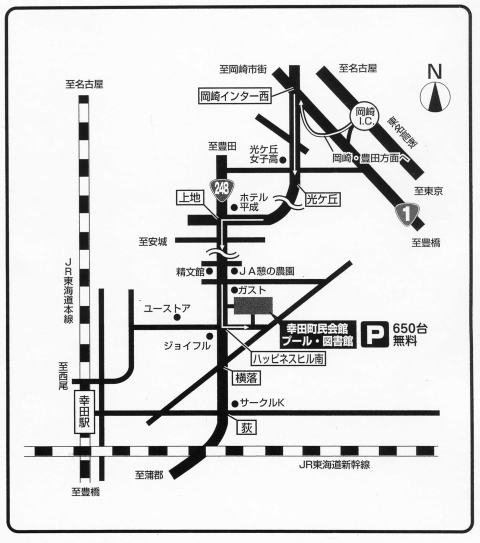 至岡崎市街
至名古屋
至名古屋
N
岡崎インター西
岡崎
I.C.
東名高速
至豊田
光ケ丘
女子高
岡崎・豊田方面へ
248
ホテル
平成
光ケ丘
至東京
上地
1
至豊橋
至安城
JR東海道本線
精文館
JA憩の農園
ガスト
ユーストア
幸田町民会館
プール・図書館
P
650台
無料
ジョイフル
ハッピネスヒル南
至西尾
横落
幸田駅
サークルK
荻
JR東海道新幹線
至蒲郡
至豊橋